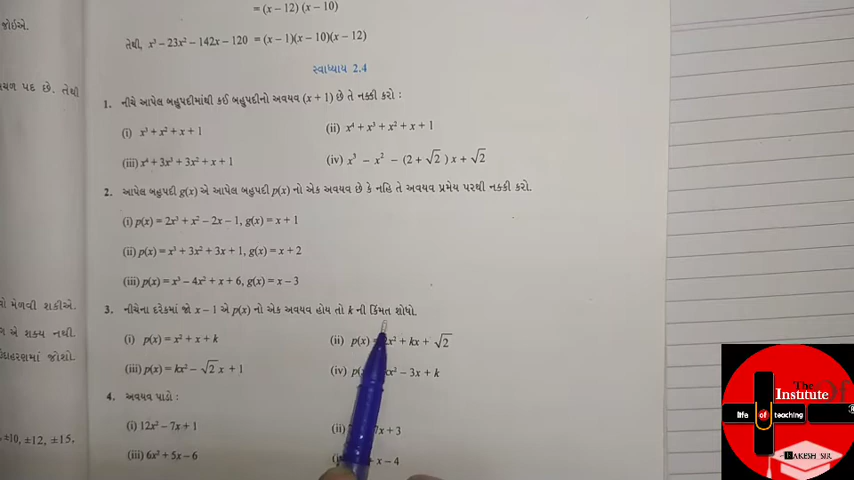 જોઈએ.
ચળ પદ છે. તેથી
= (x − 12) (x − 10)
તેથી, x³ − 23x² − 142x − 120 = (x − 1)(x − 10)(x − 12)
સ્વાધ્યાય 2.4
1. નીચે આપેલ બહુપદીમાંથી કઈ બહુપદીનો અવયવ (x + 1) છે તે નક્કી કરો :
(i) x³ + x² + x + 1 (ii) x⁴ + x³ + x² + x + 1
(iii) x⁴ + 3x³ + 3x² + x + 1 (iv) x³ − x² − (2 + √2) x + √2
2. આપેલ બહુપદી g(x) એ આપેલ બહુપદી p(x) નો એક અવયવ છે કે નહિ તે અવયવ પ્રમેય પરથી નક્કી કરો.
(i) p(x) = 2x³ + x² − 2x − 1, g(x) = x + 1
(ii) p(x) = x³ + 3x² + 3x + 1, g(x) = x + 2
(iii) p(x) = x³ − 4x² + x + 6, g(x) = x − 3
વો મેળવી શકીએ.
3. નીચેના દરેકમાં જો x − 1 એ p(x) નો એક અવયવ હોય તો k ની કિંમત શોધો.
એ શક્ય નથી.
(i) p(x) = x² + x + k (ii) p(x) = x² + kx + √2
ઉદાહરણમાં જોશો.
(iii) p(x) = kx² − √2 x + 1 (iv) − 3x + k
4. અવયવ પાડો :
(i) 12x² − 7x + 1 (ii) 7x + 3
±10, ±12, ±15,
(iii) 6x² + 5x − 6 x − 4
The Of
Institute
life of teaching
RAKESH SIR